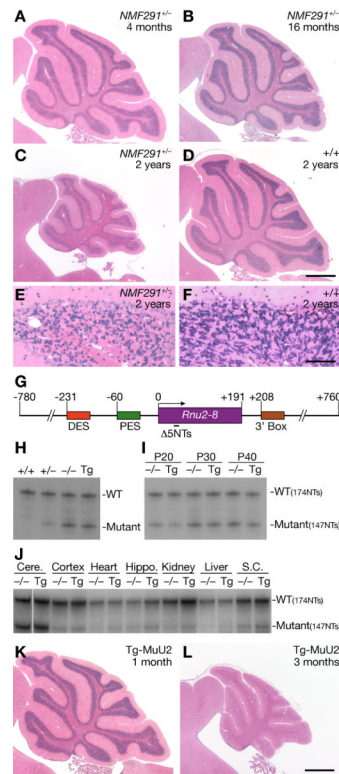 A NMF291+/- 4 months
B NMF291+/- 16 months
C NMF291+/- 2 years
D +/+ 2 years
E NMF291+/- 2 years
F +/+ 2 years
G
-780 -231 -60 0 +191 +208 +760
Rnu2-8
DES PES Δ5NTs 3' Box
H I P20 P30 P40
+/+ +/– –/– Tg –/– Tg –/– Tg –/– Tg
-WT -WT(174NTs)
-Mutant -Mutant(147NTs)
J
Cere. Cortex Heart Hippo. Kidney Liver S.C.
–/– Tg –/– Tg –/– Tg –/– Tg –/– Tg –/– Tg –/– Tg
-WT(174NTs)
-Mutant(147NTs)
K Tg-MuU2 1 month
L Tg-MuU2 3 months